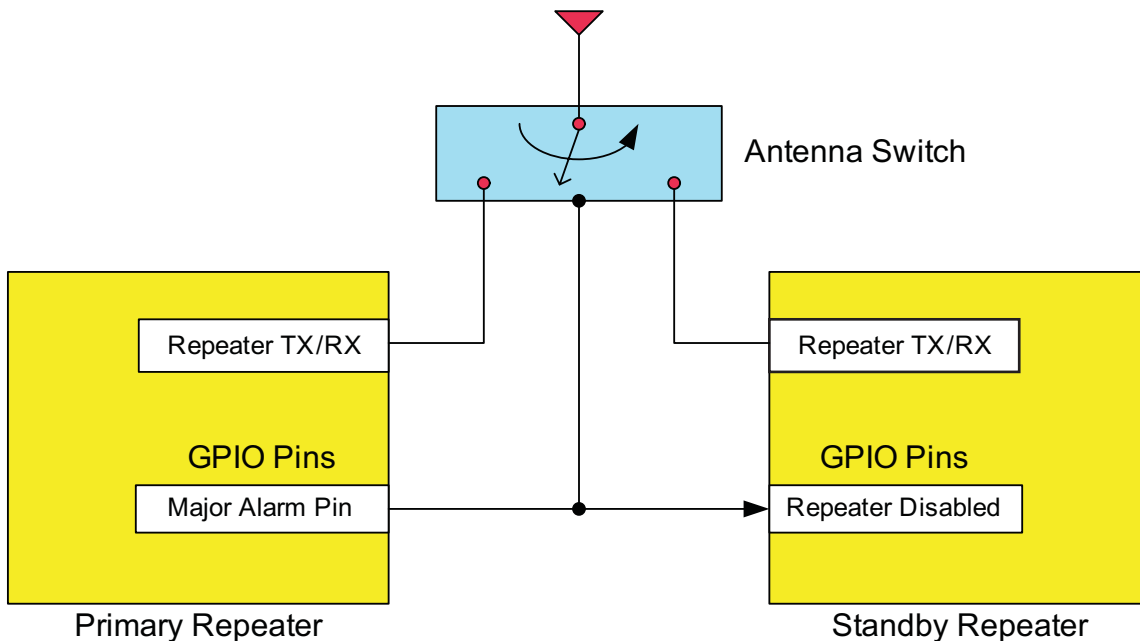 Antenna Switch
Repeater TX/RX
Repeater TX/RX
GPIO Pins
GPIO Pins
Major Alarm Pin
Repeater Disabled
Primary Repeater
Standby Repeater